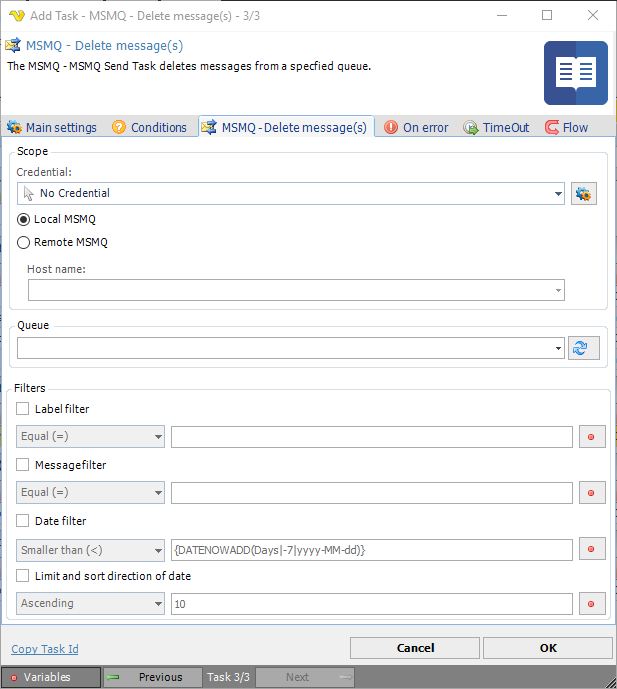 Add Task - MSMQ - Delete message(s) - 3/3
MSMQ - Delete message(s)
The MSMQ - MSMQ Send Task deletes messages from a specfied queue.
Main settings Conditions MSMQ - Delete message(s) On error TimeOut Flow
Scope
Credential:
No Credential
Local MSMQ
Remote MSMQ
Host name:
Queue
Filters
Label filter
Equal (=)
Message filter
Equal (=)
Date filter
Smaller than (<) {DATENOWADD(Days|-7|yyyy-MM-dd)}
Limit and sort direction of date
Ascending 10
Copy Task Id Cancel OK
Variables Previous Task 3/3 Next